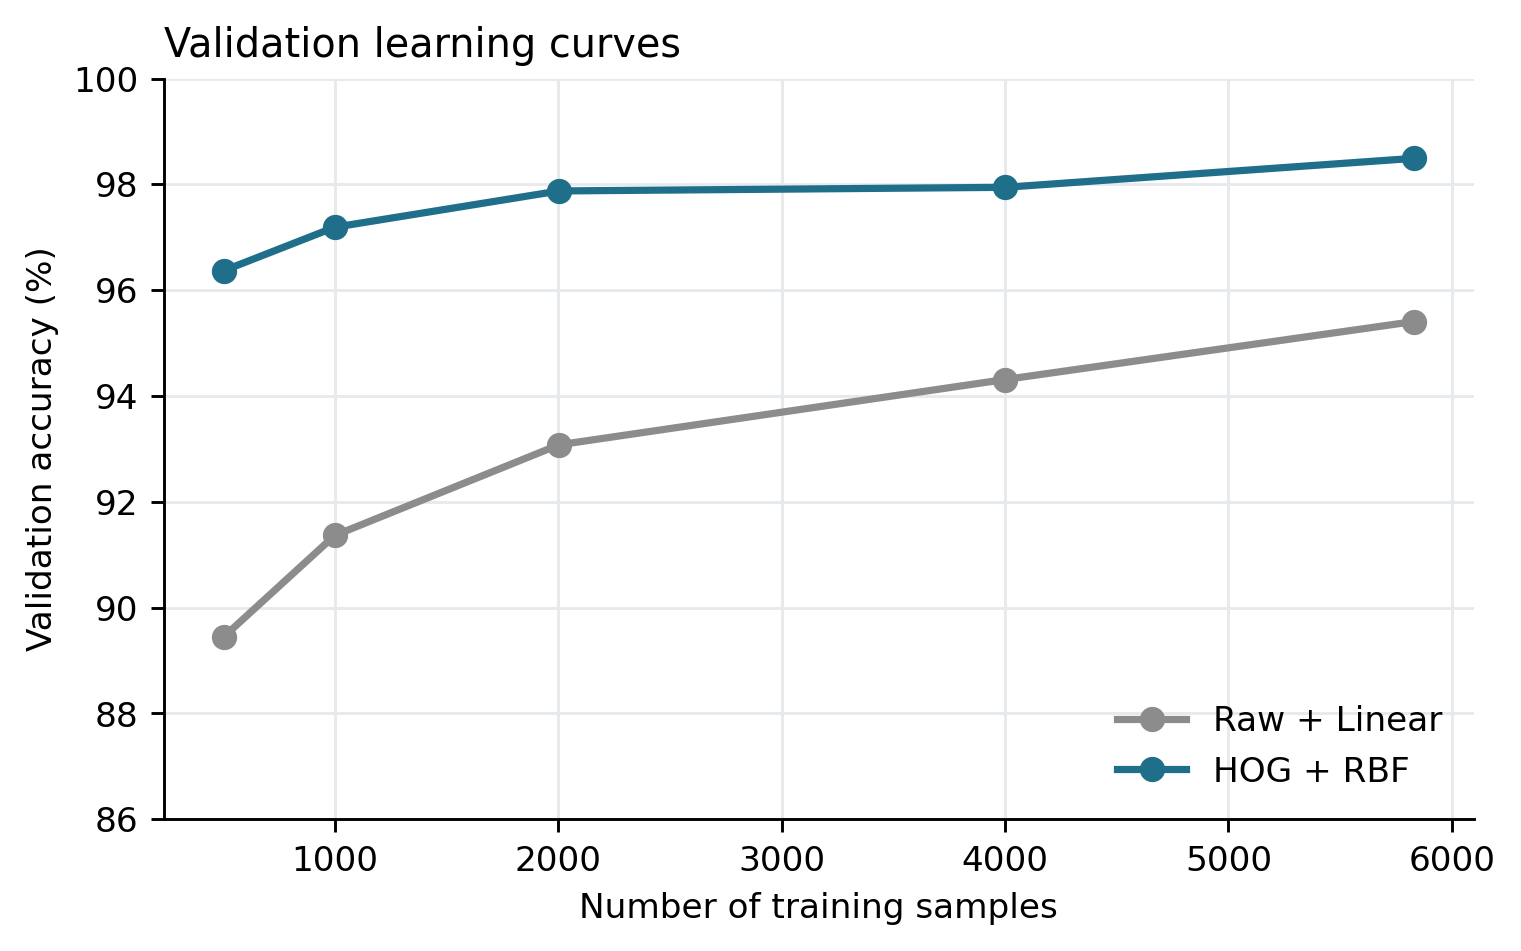 Validation learning curves
100
98
96
94
92
90
88
86
Validation accuracy (%)
Raw + Linear
HOG + RBF
1000 2000 3000 4000 5000 6000
Number of training samples